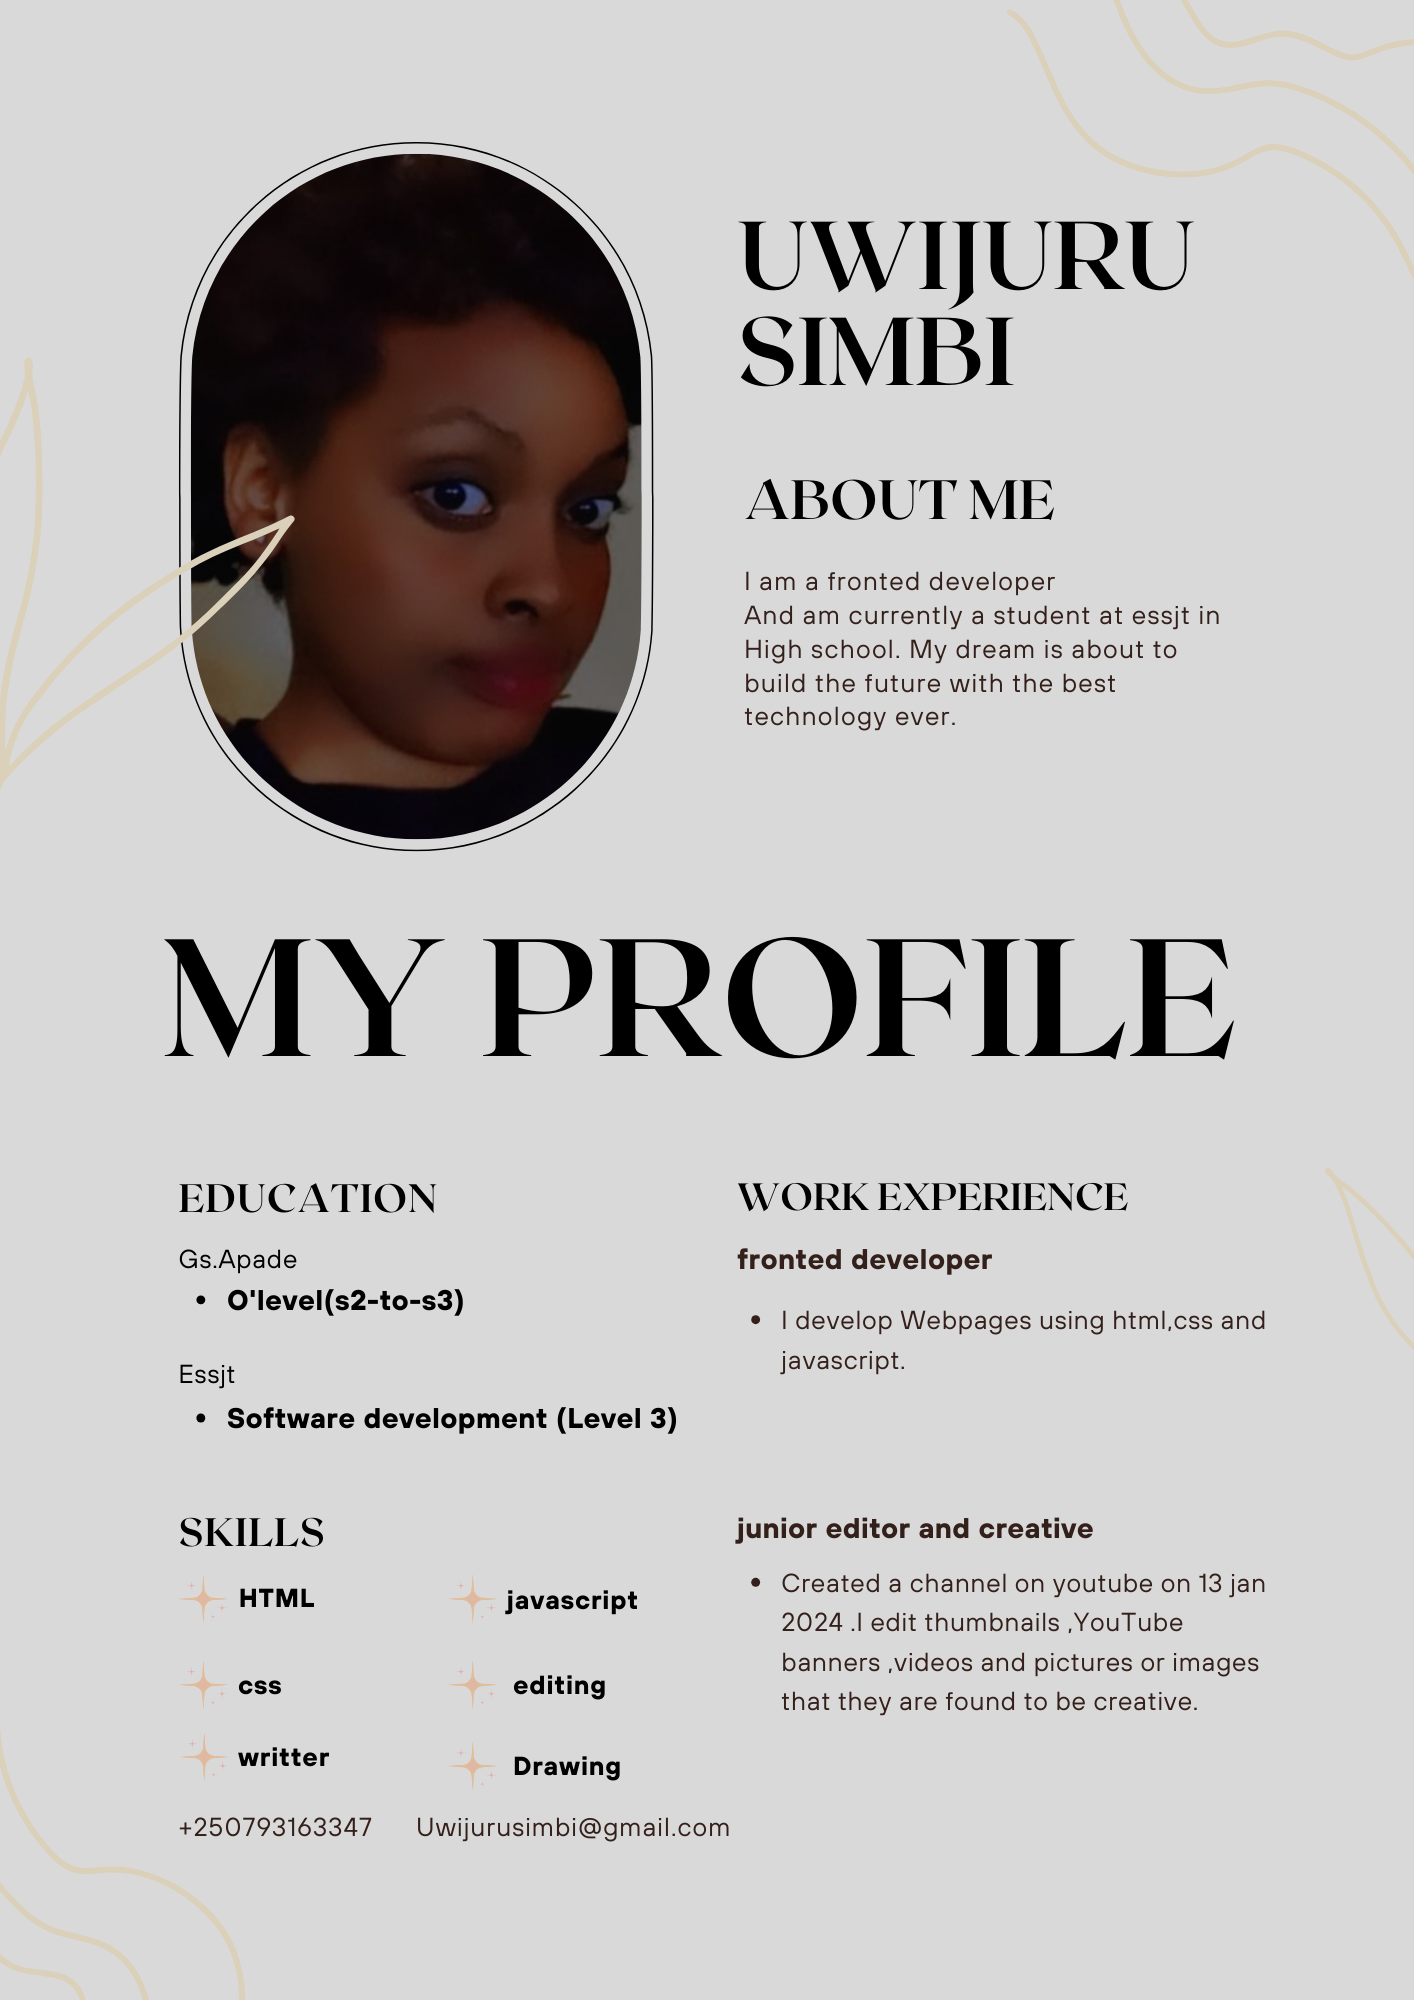 UWIJURU
SIMBI
ABOUT ME
I am a fronted developer
And am currently a student at essjt in
High school. My dream is about to
build the future with the best
technology ever.
MY PROFILE
EDUCATION
Gs.Apade
• O'level(s2-to-s3)
Essjt
• Software development (Level 3)
SKILLS
HTML
javascript
css
editing
writter
Drawing
+250793163347
Uwijurusimbi@gmail.com
WORK EXPERIENCE
fronted developer
• I develop Webpages using html,css and
javascript.
junior editor and creative
• Created a channel on youtube on 13 jan
2024 .I edit thumbnails ,YouTube
banners ,videos and pictures or images
that they are found to be creative.